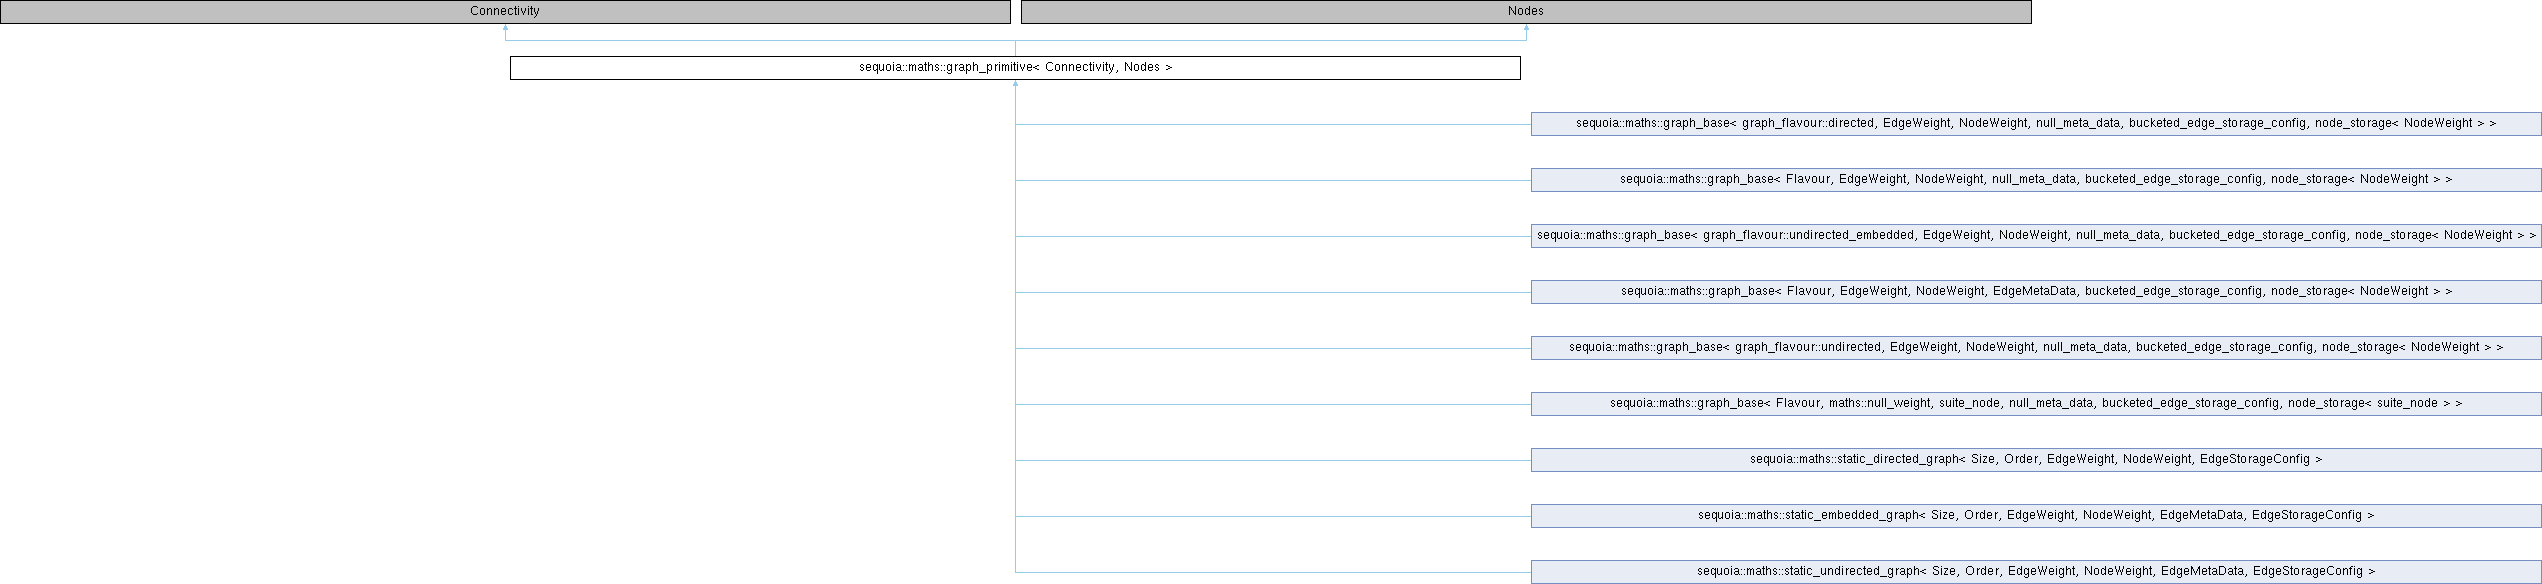 Connectivity
Nodes
sequoia::maths::graph_primitive< Connectivity, Nodes >
sequoia::maths::graph_base< graph_flavour::directed, EdgeWeight, NodeWeight, null_meta_data, bucketed_edge_storage_config, node_storage< NodeWeight > >
sequoia::maths::graph_base< Flavour, EdgeWeight, NodeWeight, null_meta_data, bucketed_edge_storage_config, node_storage< NodeWeight > >
sequoia::maths::graph_base< graph_flavour::undirected_embedded, EdgeWeight, NodeWeight, null_meta_data, bucketed_edge_storage_config, node_storage< NodeWeight > >
sequoia::maths::graph_base< Flavour, EdgeWeight, NodeWeight, EdgeMetaData, bucketed_edge_storage_config, node_storage< NodeWeight > >
sequoia::maths::graph_base< graph_flavour::undirected, EdgeWeight, NodeWeight, null_meta_data, bucketed_edge_storage_config, node_storage< NodeWeight > >
sequoia::maths::graph_base< Flavour, maths::null_weight, suite_node, null_meta_data, bucketed_edge_storage_config, node_storage< suite_node > >
sequoia::maths::static_directed_graph< Size, Order, EdgeWeight, NodeWeight, EdgeStorageConfig >
sequoia::maths::static_embedded_graph< Size, Order, EdgeWeight, NodeWeight, EdgeMetaData, EdgeStorageConfig >
sequoia::maths::static_undirected_graph< Size, Order, EdgeWeight, NodeWeight, EdgeMetaData, EdgeStorageConfig >